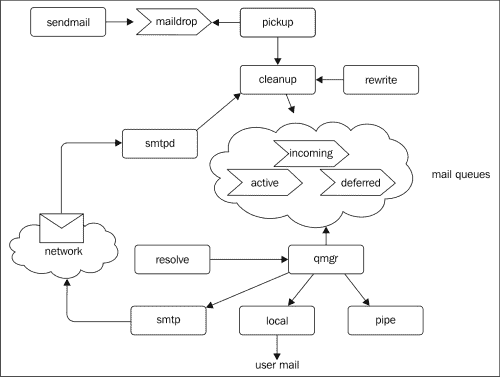 sendmail
maildrop
pickup
cleanup
rewrite
smtpd
incoming
active
deferred
mail queues
network
resolve
qmgr
smtp
local
pipe
user mail